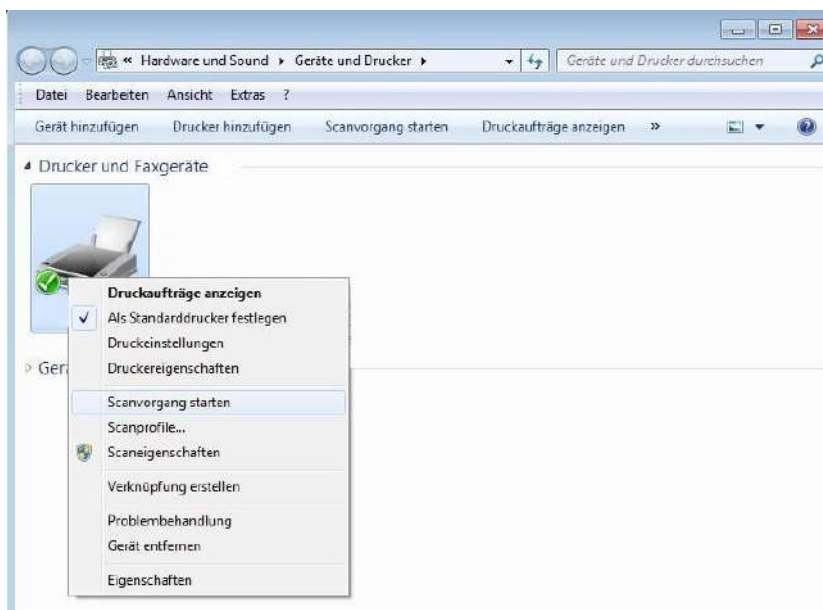 « Hardware und Sound ▸ Geräte und Drucker ▸ Geräte und Drucker durchsuchen
Datei Bearbeiten Ansicht Extras ?
Gerät hinzufügen Drucker hinzufügen Scanvorgang starten Druckaufträge anzeigen »
Drucker und Faxgeräte
Druckaufträge anzeigen
Als Standarddrucker festlegen
Druckeinstellungen
Druckereigenschaften
Gerä
Scanvorgang starten
Scanprofile...
Scaneigenschaften
Verknüpfung erstellen
Problembehandlung
Gerät entfernen
Eigenschaften